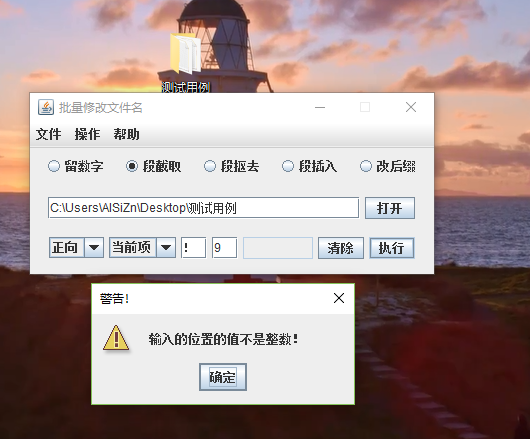 测试用例
批量修改文件名
文件 操作 帮助
留数字 段截取 段抠去 段插入 改后缀
C:\Users\AlSiZn\Desktop\测试用例 打开
正向 当前项 ! 9 清除 执行
警告!
输入的位置的值不是整数!
确定